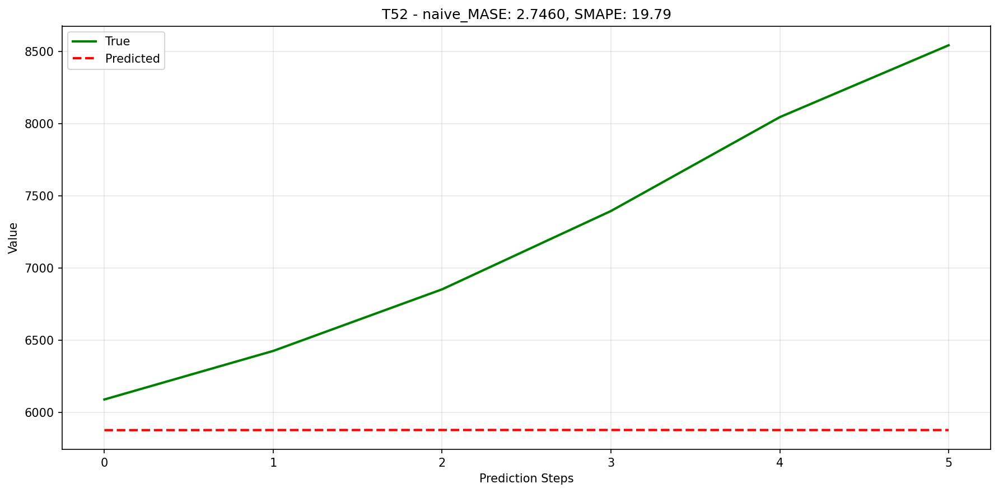 T52 - naive_MASE: 2.7460, SMAPE: 19.79
True
Predicted
8500
8000
7500
7000
6500
6000
Value
0 1 2 3 4 5
Prediction Steps